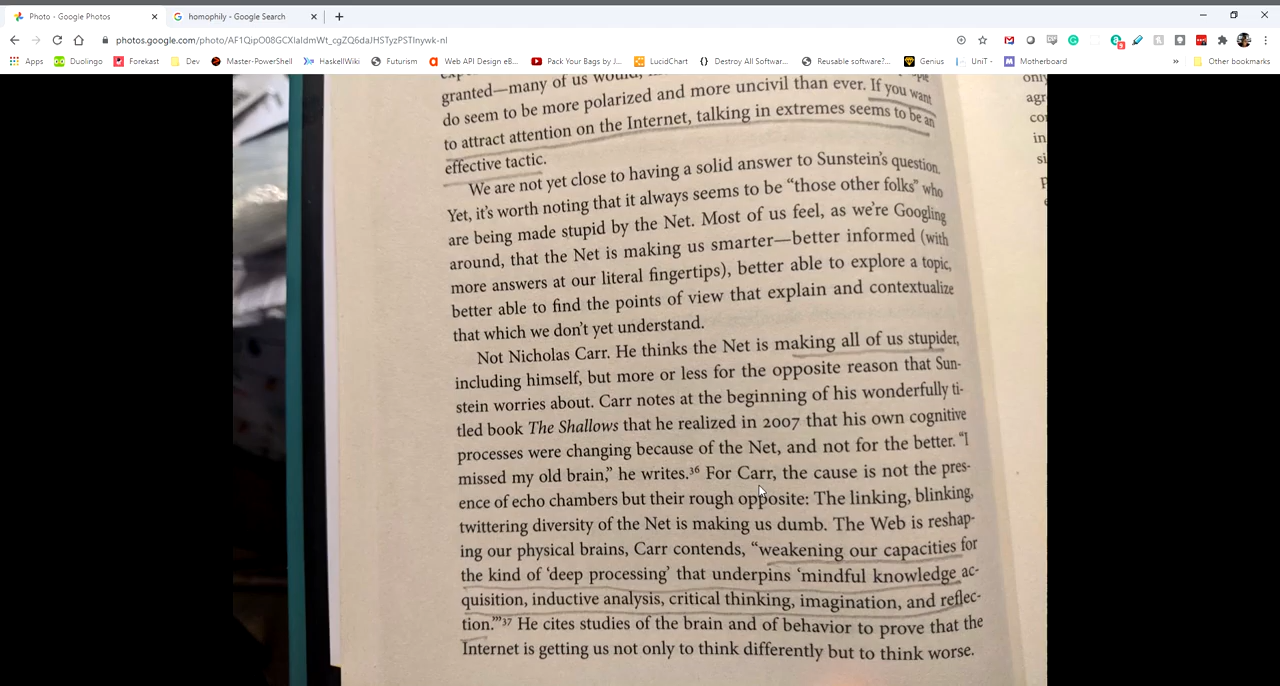 Photo - Google Photos
homophily - Google Search
photos.google.com/photo/AF1QipO08GCXlaIdmWt_cgZQ6daJHSTyzPSTInywk-nI
Apps Duolingo Forekast Dev Master-PowerShell HaskellWiki Futurism Web API design eB... Pack Your Bags by J... LucidChart Destroy All Softwar... Reusable software?... Genius UniT - Motherboard » Other bookmarks
granted—many of us would,
do seem to be more polarized and more uncivil than ever. If you want
to attract attention on the Internet, talking in extremes seems to be an
effective tactic.
We are not yet close to having a solid answer to Sunstein's question.
Yet, it's worth noting that it always seems to be "those other folks" who
are being made stupid by the Net. Most of us feel, as we're Googling
around, that the Net is making us smarter—better informed (with
more answers at our literal fingertips), better able to explore a topic,
better able to find the points of view that explain and contextualize
that which we don't yet understand.
Not Nicholas Carr. He thinks the Net is making all of us stupider,
including himself, but more or less for the opposite reason that Sun-
stein worries about. Carr notes at the beginning of his wonderfully ti-
tled book The Shallows that he realized in 2007 that his own cognitive
processes were changing because of the Net, and not for the better. "I
missed my old brain," he writes.36 For Carr, the cause is not the pres-
ence of echo chambers but their rough opposite: The linking, blinking,
twittering diversity of the Net is making us dumb. The Web is reshap-
ing our physical brains, Carr contends, "weakening our capacities for
the kind of 'deep processing' that underpins 'mindful knowledge ac-
quisition, inductive analysis, critical thinking, imagination, and reflec-
tion.'"37 He cites studies of the brain and of behavior to prove that the
Internet is getting us not only to think differently but to think worse.